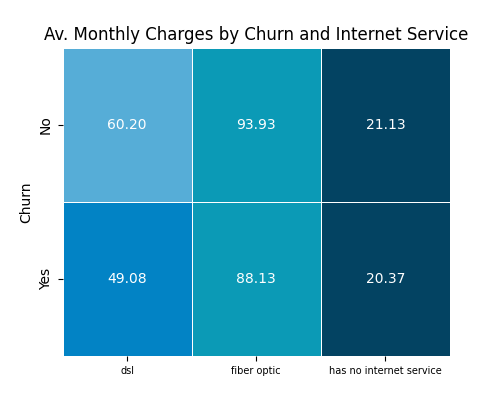 Av. Monthly Charges by Churn and Internet Service
Churn
No
60.20 93.93 21.13
Yes
49.08 88.13 20.37
dsl fiber optic has no internet service